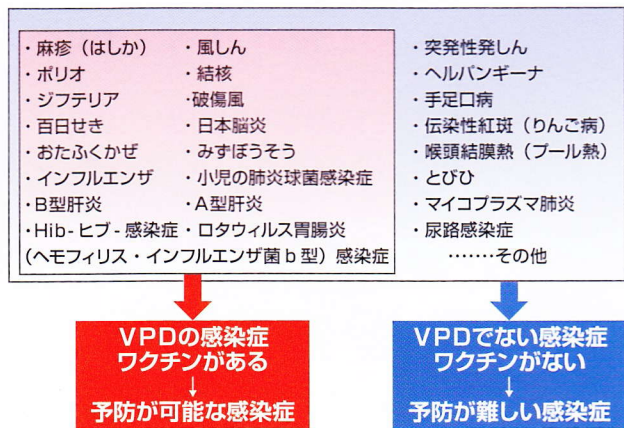 ・麻疹（はしか）
・ポリオ
・ジフテリア
・百日せき
・おたふくかぜ
・インフルエンザ
・B型肝炎
・Hib-ヒブ-感染症
(ヘモフィリス・インフルエンザ菌b型）感染症
・風しん
・結核
・破傷風
・日本脳炎
・みずぼうそう
・小児の肺炎球菌感染症
・A型肝炎
・ロタウィルス胃腸炎
・突発性発しん
・ヘルパンギーナ
・手足口病
・伝染性紅斑（りんご病）
・喉頭結膜熱（プール熱）
・とびひ
・マイコプラズマ肺炎
・尿路感染症
……その他
VPDの感染症
ワクチンがある
↓
予防が可能な感染症
VPDでない感染症
ワクチンがない
↓
予防が難しい感染症